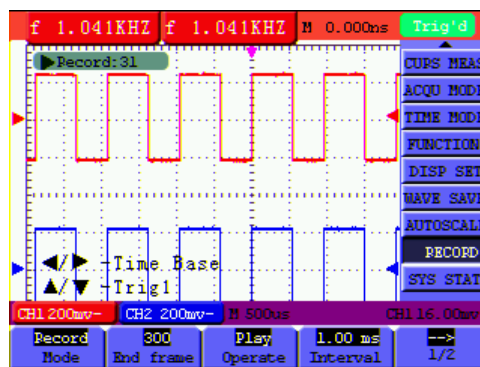 f 1.041KHZ f 1.041KHZ M 0.000ns Trig'd
Record:31
CUPS MEAS
ACQU MODE
TIME MODE
FUNCTION
DISP SET
WAVE SAVE
AUTOSCALE
RECORD
SYS STAT
◀/▶ -Time Base
▲/▼ -Trig1
CH1 200mv- CH2 200mv- M 500us CH1 16.00mv
Record 300 Play 1.00 ms -->
Mode End frame Operate Interval 1/2